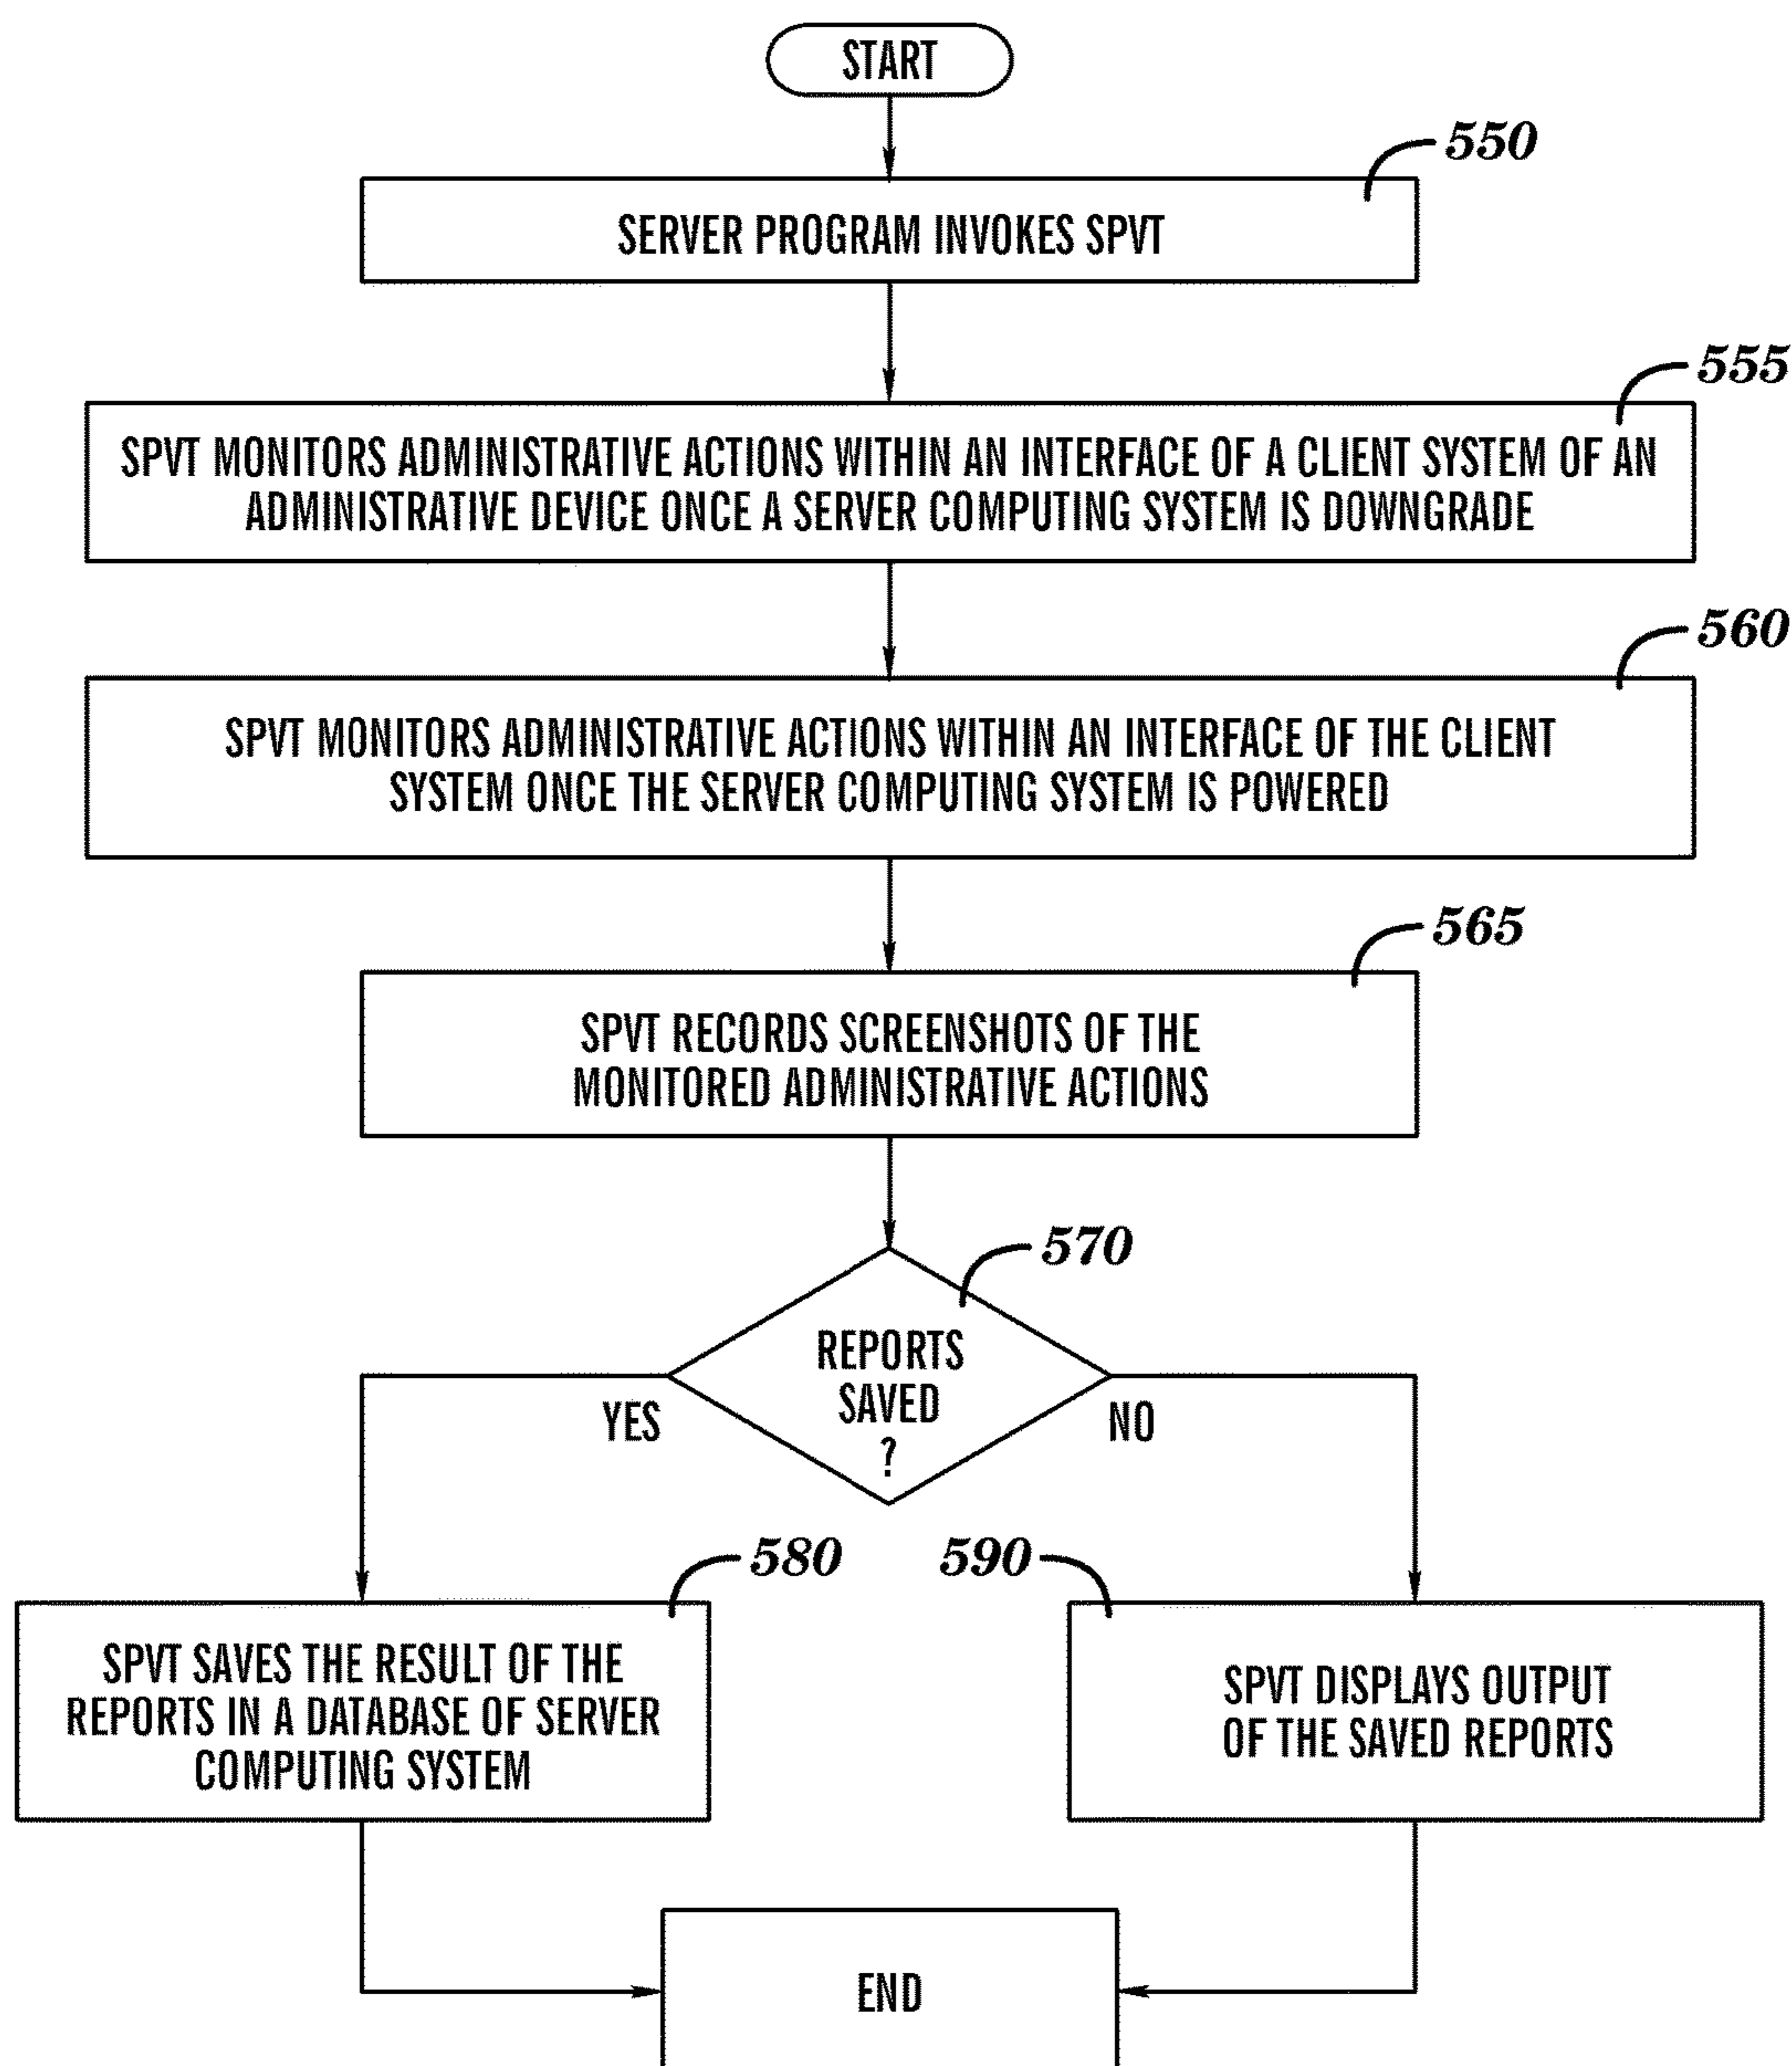 START
550
SERVER PROGRAM INVOKES SPVT
555
SPVT MONITORS ADMINISTRATIVE ACTIONS WITHIN AN INTERFACE OF A CLIENT SYSTEM OF AN
ADMINISTRATIVE DEVICE ONCE A SERVER COMPUTING SYSTEM IS DOWNGRADE
560
SPVT MONITORS ADMINISTRATIVE ACTIONS WITHIN AN INTERFACE OF THE CLIENT
SYSTEM ONCE THE SERVER COMPUTING SYSTEM IS POWERED
565
SPVT RECORDS SCREENSHOTS OF THE
MONITORED ADMINISTRATIVE ACTIONS
570
REPORTS
SAVED
?
YES
NO
580
590
SPVT SAVES THE RESULT OF THE
REPORTS IN A DATABASE OF SERVER
COMPUTING SYSTEM
SPVT DISPLAYS OUTPUT
OF THE SAVED REPORTS
END